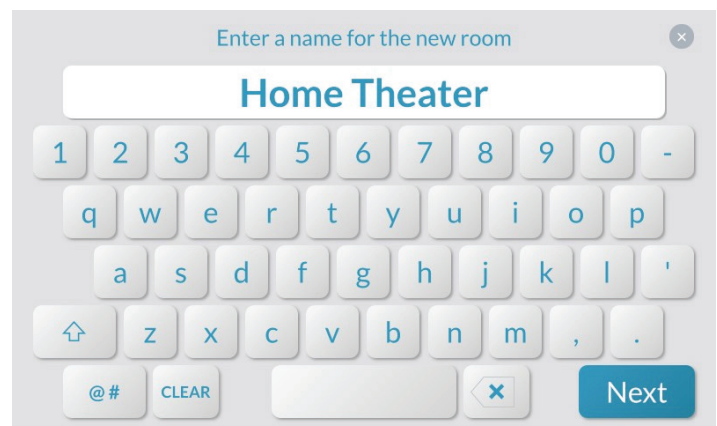 Enter a name for the new room
Home Theater
1 2 3 4 5 6 7 8 9 0 -
q w e r t y u i o p
a s d f g h j k l '
z x c v b n m , .
@# CLEAR Next